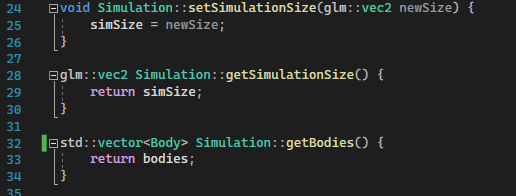 24 void Simulation::setSimulationSize(glm::vec2 newSize) {
25     simSize = newSize;
26 }
27
28 glm::vec2 Simulation::getSimulationSize() {
29     return simSize;
30 }
31
32 std::vector<Body> Simulation::getBodies() {
33     return bodies;
34 }
35